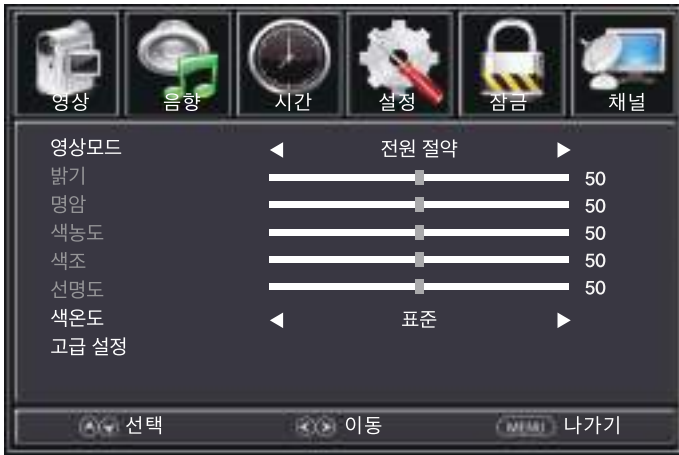 영상 음향 시간 설정 잠금 채널
영상모드 전원 절약
밝기 50
명암 50
색농도 50
색조 50
선명도 50
색온도 표준
고급 설정
선택 이동 MENU 나가기